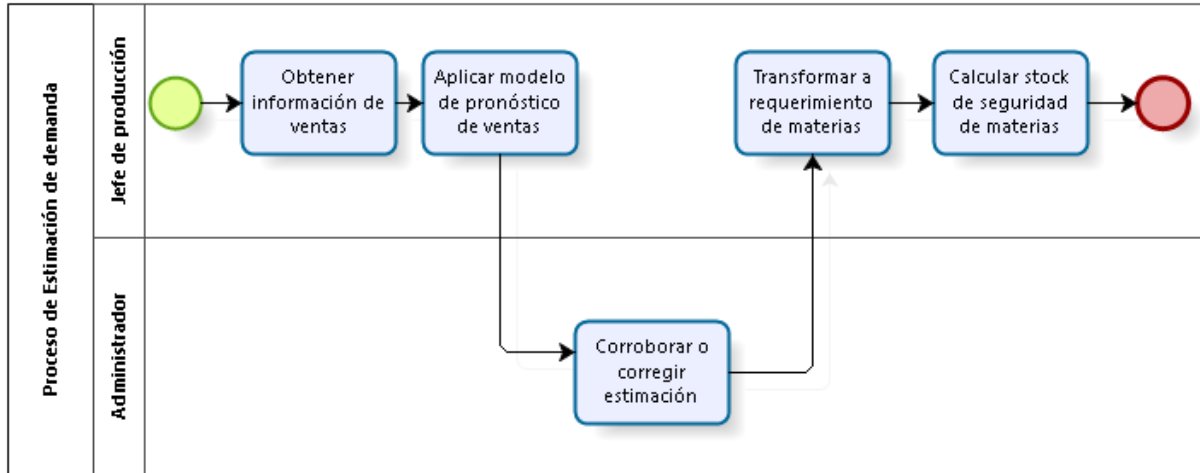 Proceso de Estimación de demanda
Jefe de producción
Obtener
información de
ventas
Aplicar modelo
de pronóstico
de ventas
Transformar a
requerimiento
de materias
Calcular stock
de seguridad
de materias
Administrador
Corroborar o
corregir
estimación